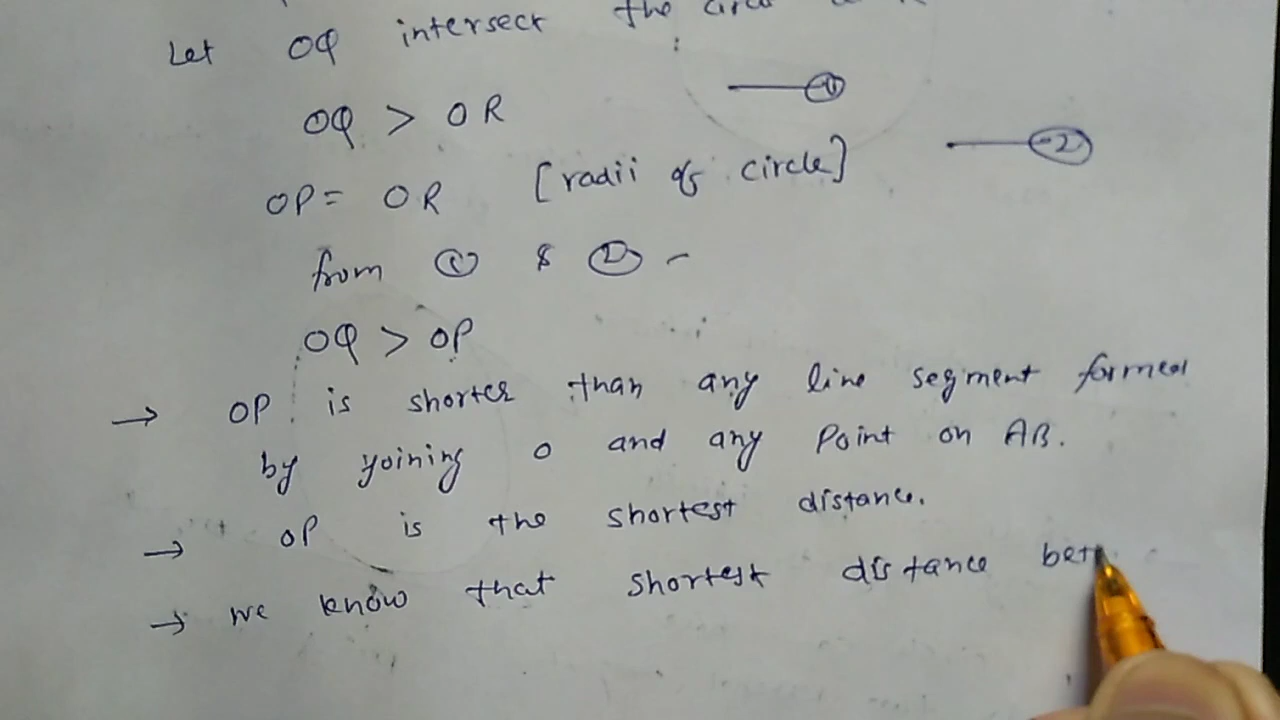 Let OQ intersect the circle
OQ > OR —①
OP = OR [radii of circle] —②
from ① & ② -
OQ > OP
→ OP is shorter than any line segment formed
by yoining O and any Point on AB.
→ OP is the shortest distance.
→ we know that shortest distance bet